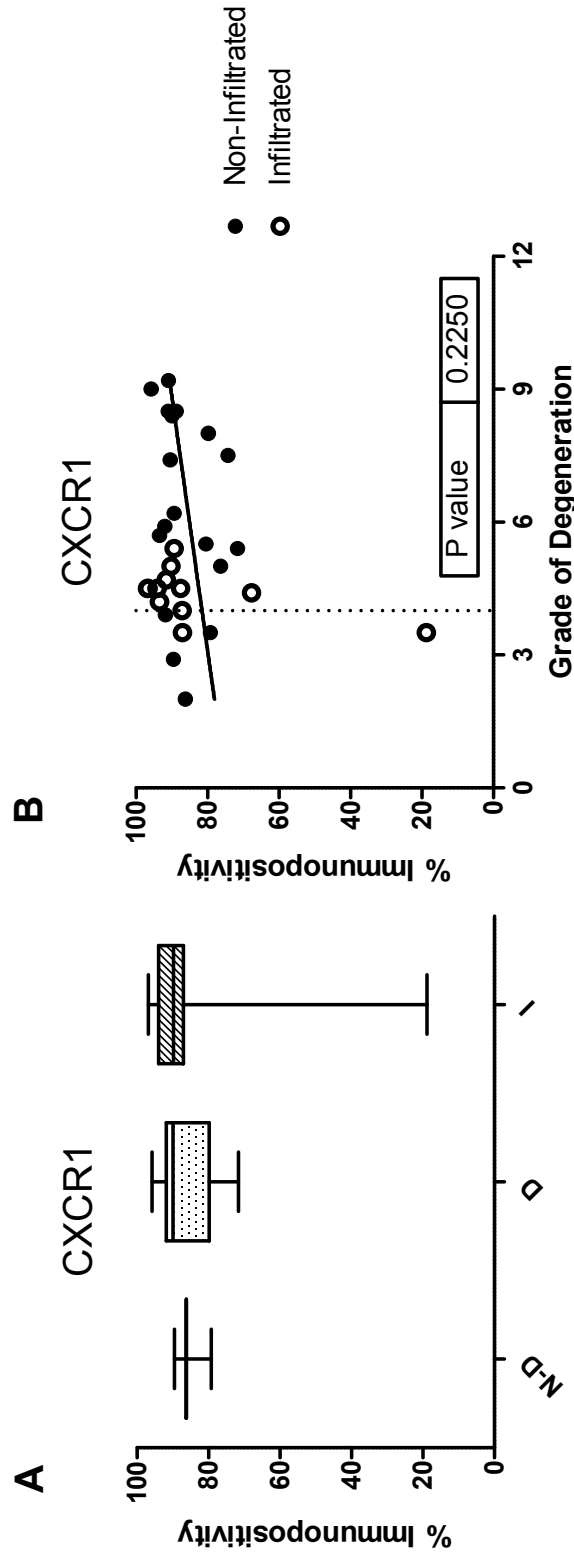 A
CXCR1
% Immunopositivity
100
80
60
40
20
0
N-D
D
I
B
CXCR1
% Immunopositivity
100
80
60
40
20
0
0
3
6
9
12
Grade of Degeneration
P value 0.2250
Non-Infiltrated
Infiltrated